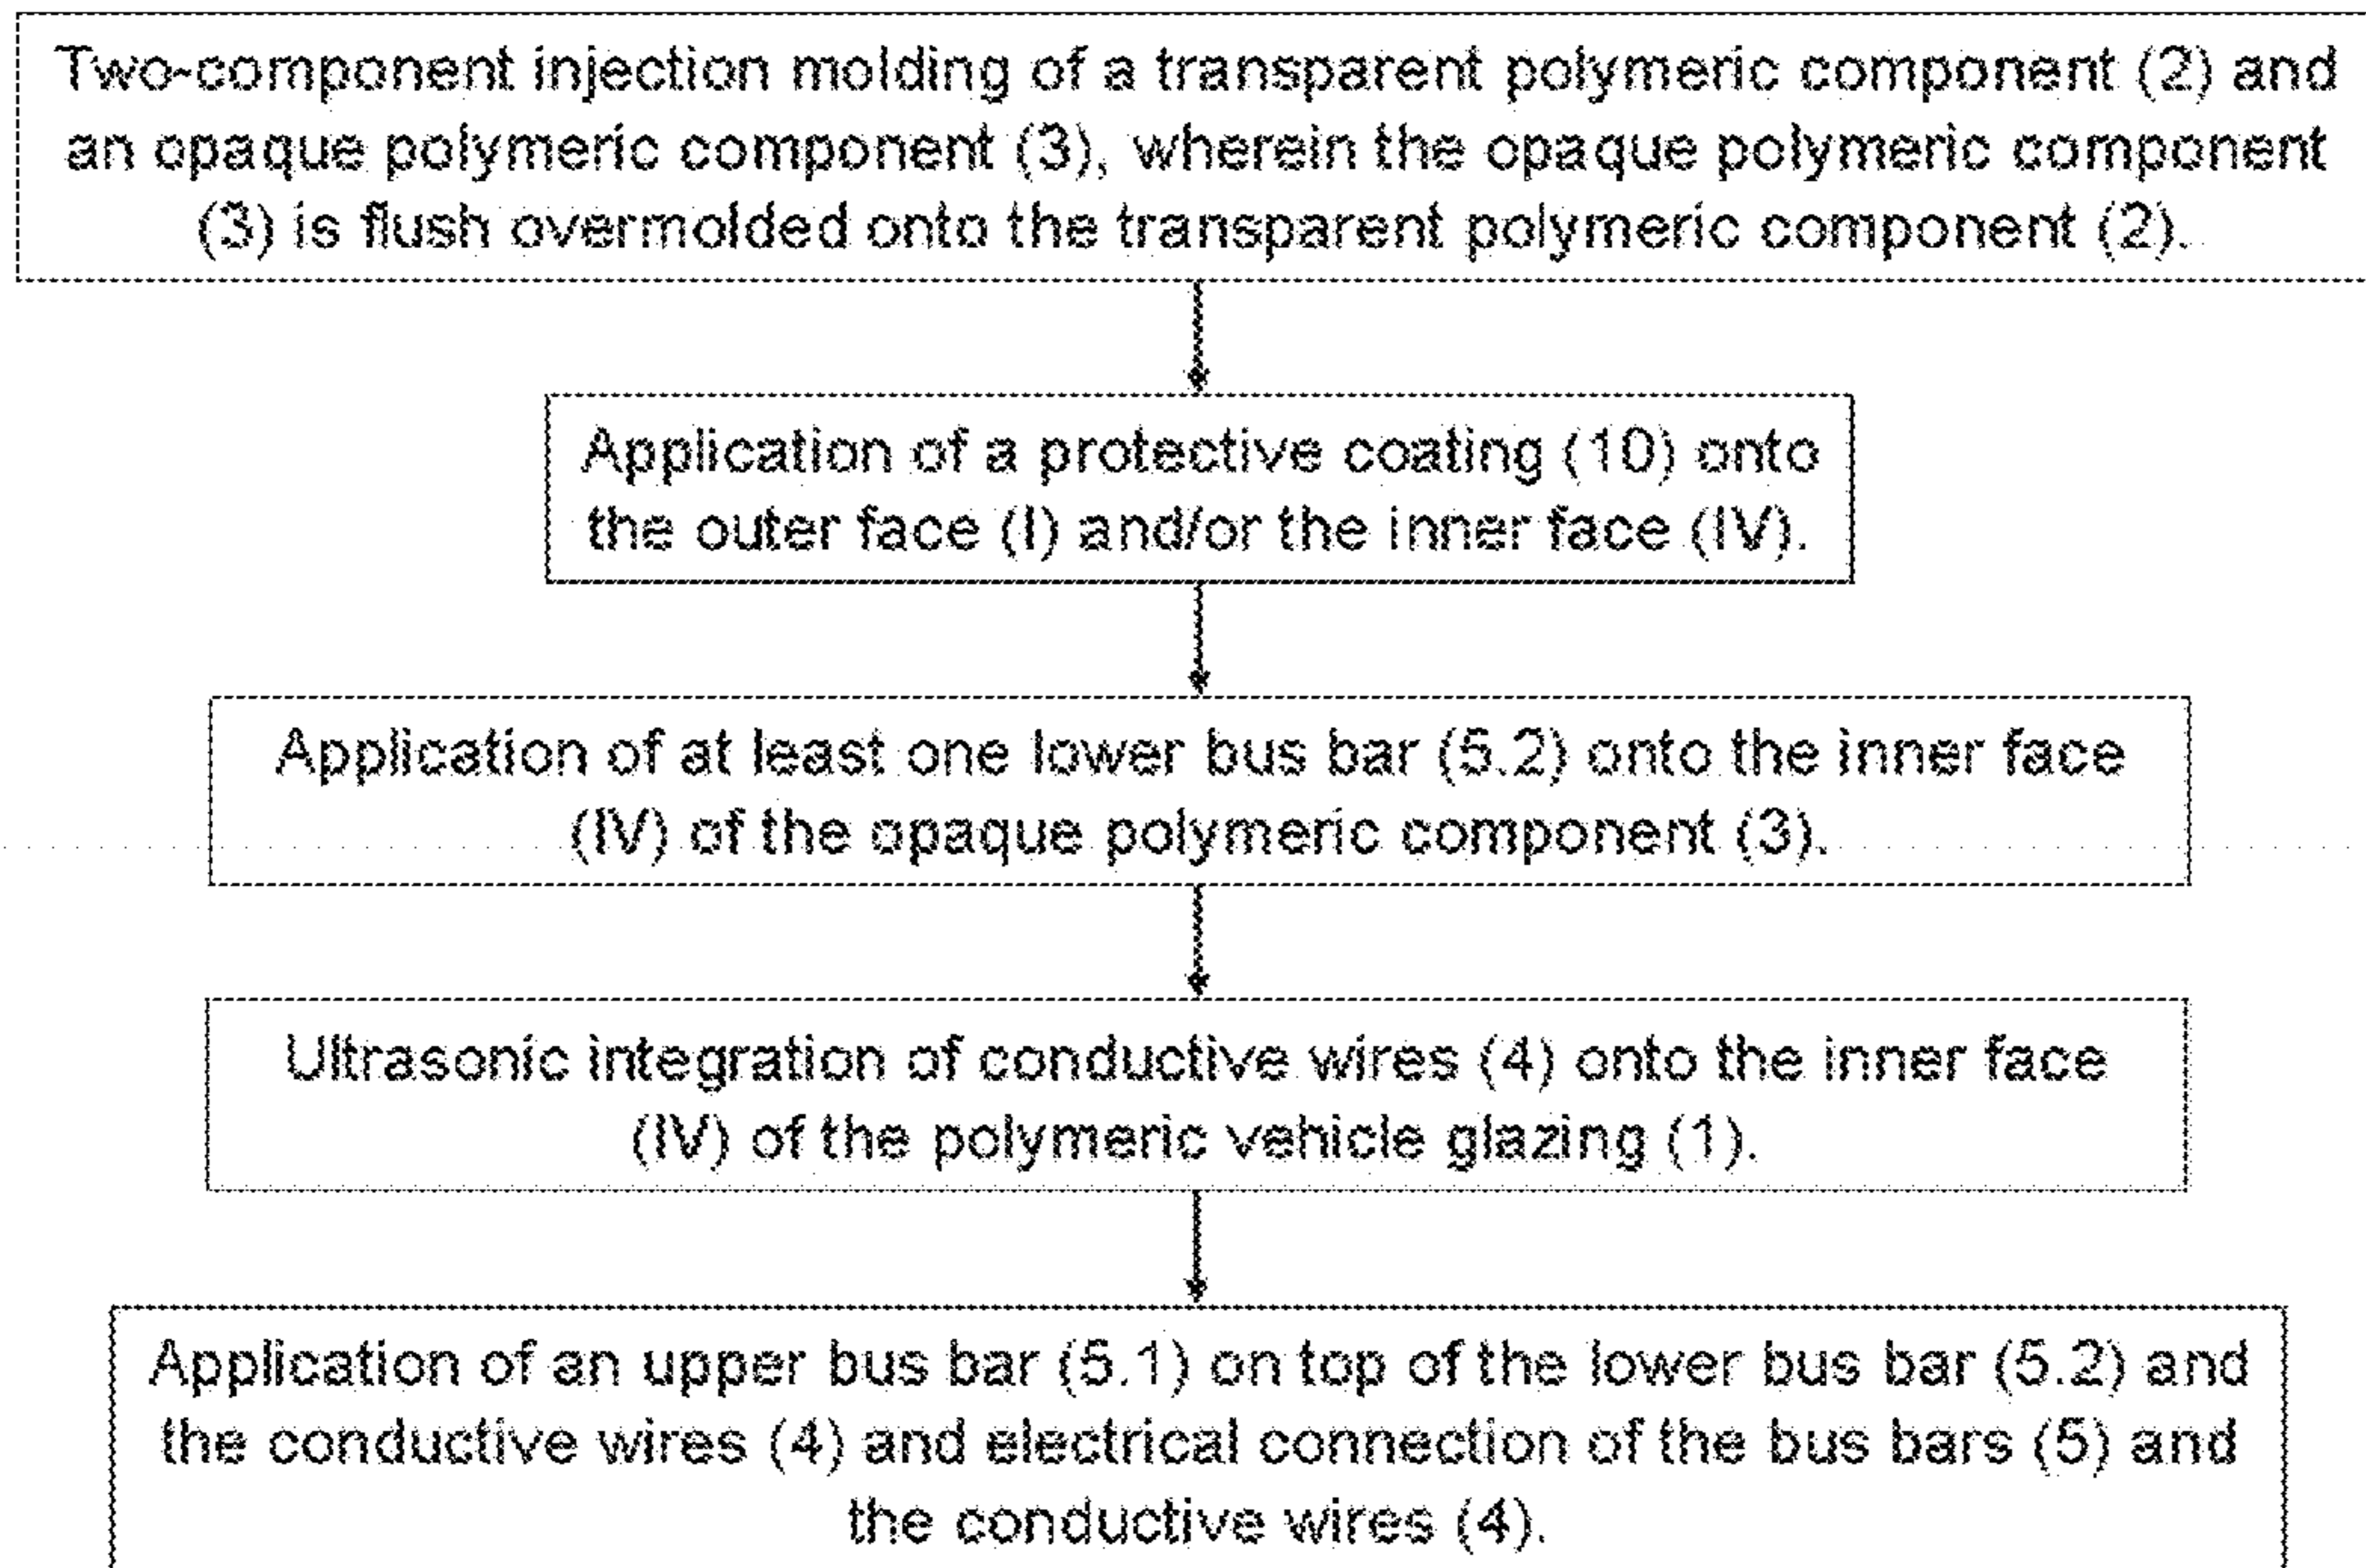 Two-component injection molding of a transparent polymeric component (2) and
an opaque polymeric component (3), wherein the opaque polymeric component
(3) is flush overmolded onto the transparent polymeric component (2).
Application of a protective coating (10) onto
the outer face (I) and/or the inner face (IV).
Application of at least one lower bus bar (5.2) onto the inner face
(IV) of the opaque polymeric component (3).
Ultrasonic integration of conductive wires (4) onto the inner face
(IV) of the polymeric vehicle glazing (1).
Application of an upper bus bar (5.1) on top of the lower bus bar (5.2) and
the conductive wires (4) and electrical connection of the bus bars (5) and
the conductive wires (4).